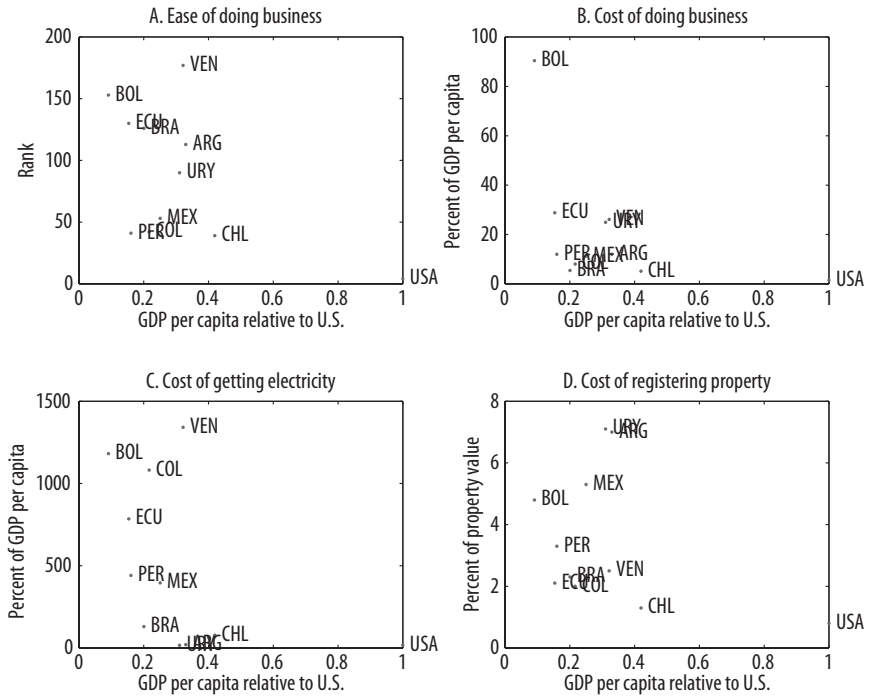 A. Ease of doing business
200
150
100
50
0
Rank
VEN
BOL
ECU
BRA
ARG
URY
MEX
PER
COL
CHL
USA
0 0.2 0.4 0.6 0.8 1
GDP per capita relative to U.S.
B. Cost of doing business
100
80
60
40
20
0
Percent of GDP per capita
BOL
ECU
VEN
URY
PER
MEX
ARG
COL
BRA
CHL
USA
0 0.2 0.4 0.6 0.8 1
GDP per capita relative to U.S.
C. Cost of getting electricity
1500
1000
500
0
Percent of GDP per capita
VEN
BOL
COL
ECU
PER
MEX
BRA
CHL
ARG
URY
USA
0 0.2 0.4 0.6 0.8 1
GDP per capita relative to U.S.
D. Cost of registering property
8
6
4
2
0
Percent of property value
URY
ARG
MEX
BOL
PER
VEN
BRA
ECU
COL
CHL
USA
0 0.2 0.4 0.6 0.8 1
GDP per capita relative to U.S.